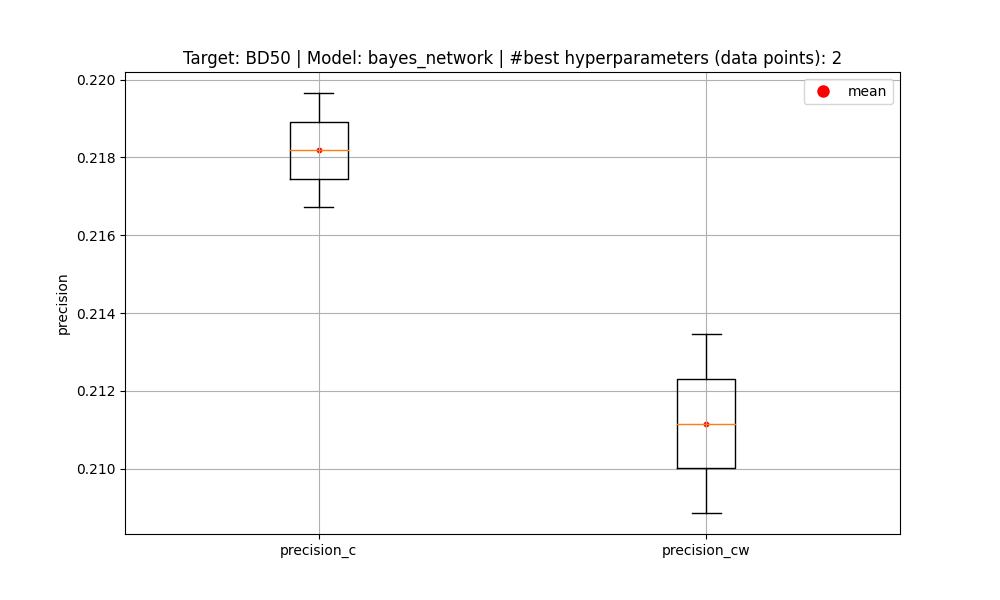 Target: BD50 | Model: bayes_network | #best hyperparameters (data points): 2
mean
0.220
0.218
0.216
0.214
0.212
0.210
precision
precision_c
precision_cw